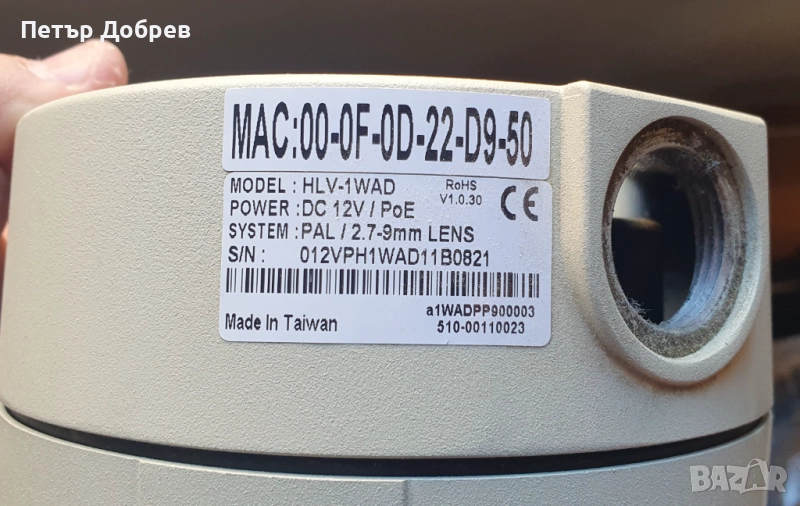 Петър Добрев
MAC:00-0F-0D-22-D9-50
MODEL : HLV-1WAD RoHS
POWER : DC 12V / PoE V1.0.30 CE
SYSTEM : PAL / 2.7-9mm LENS
S/N : 012VPH1WAD11B0821
a1WADPP900003
Made In Taiwan 510-00110023
BAZAR